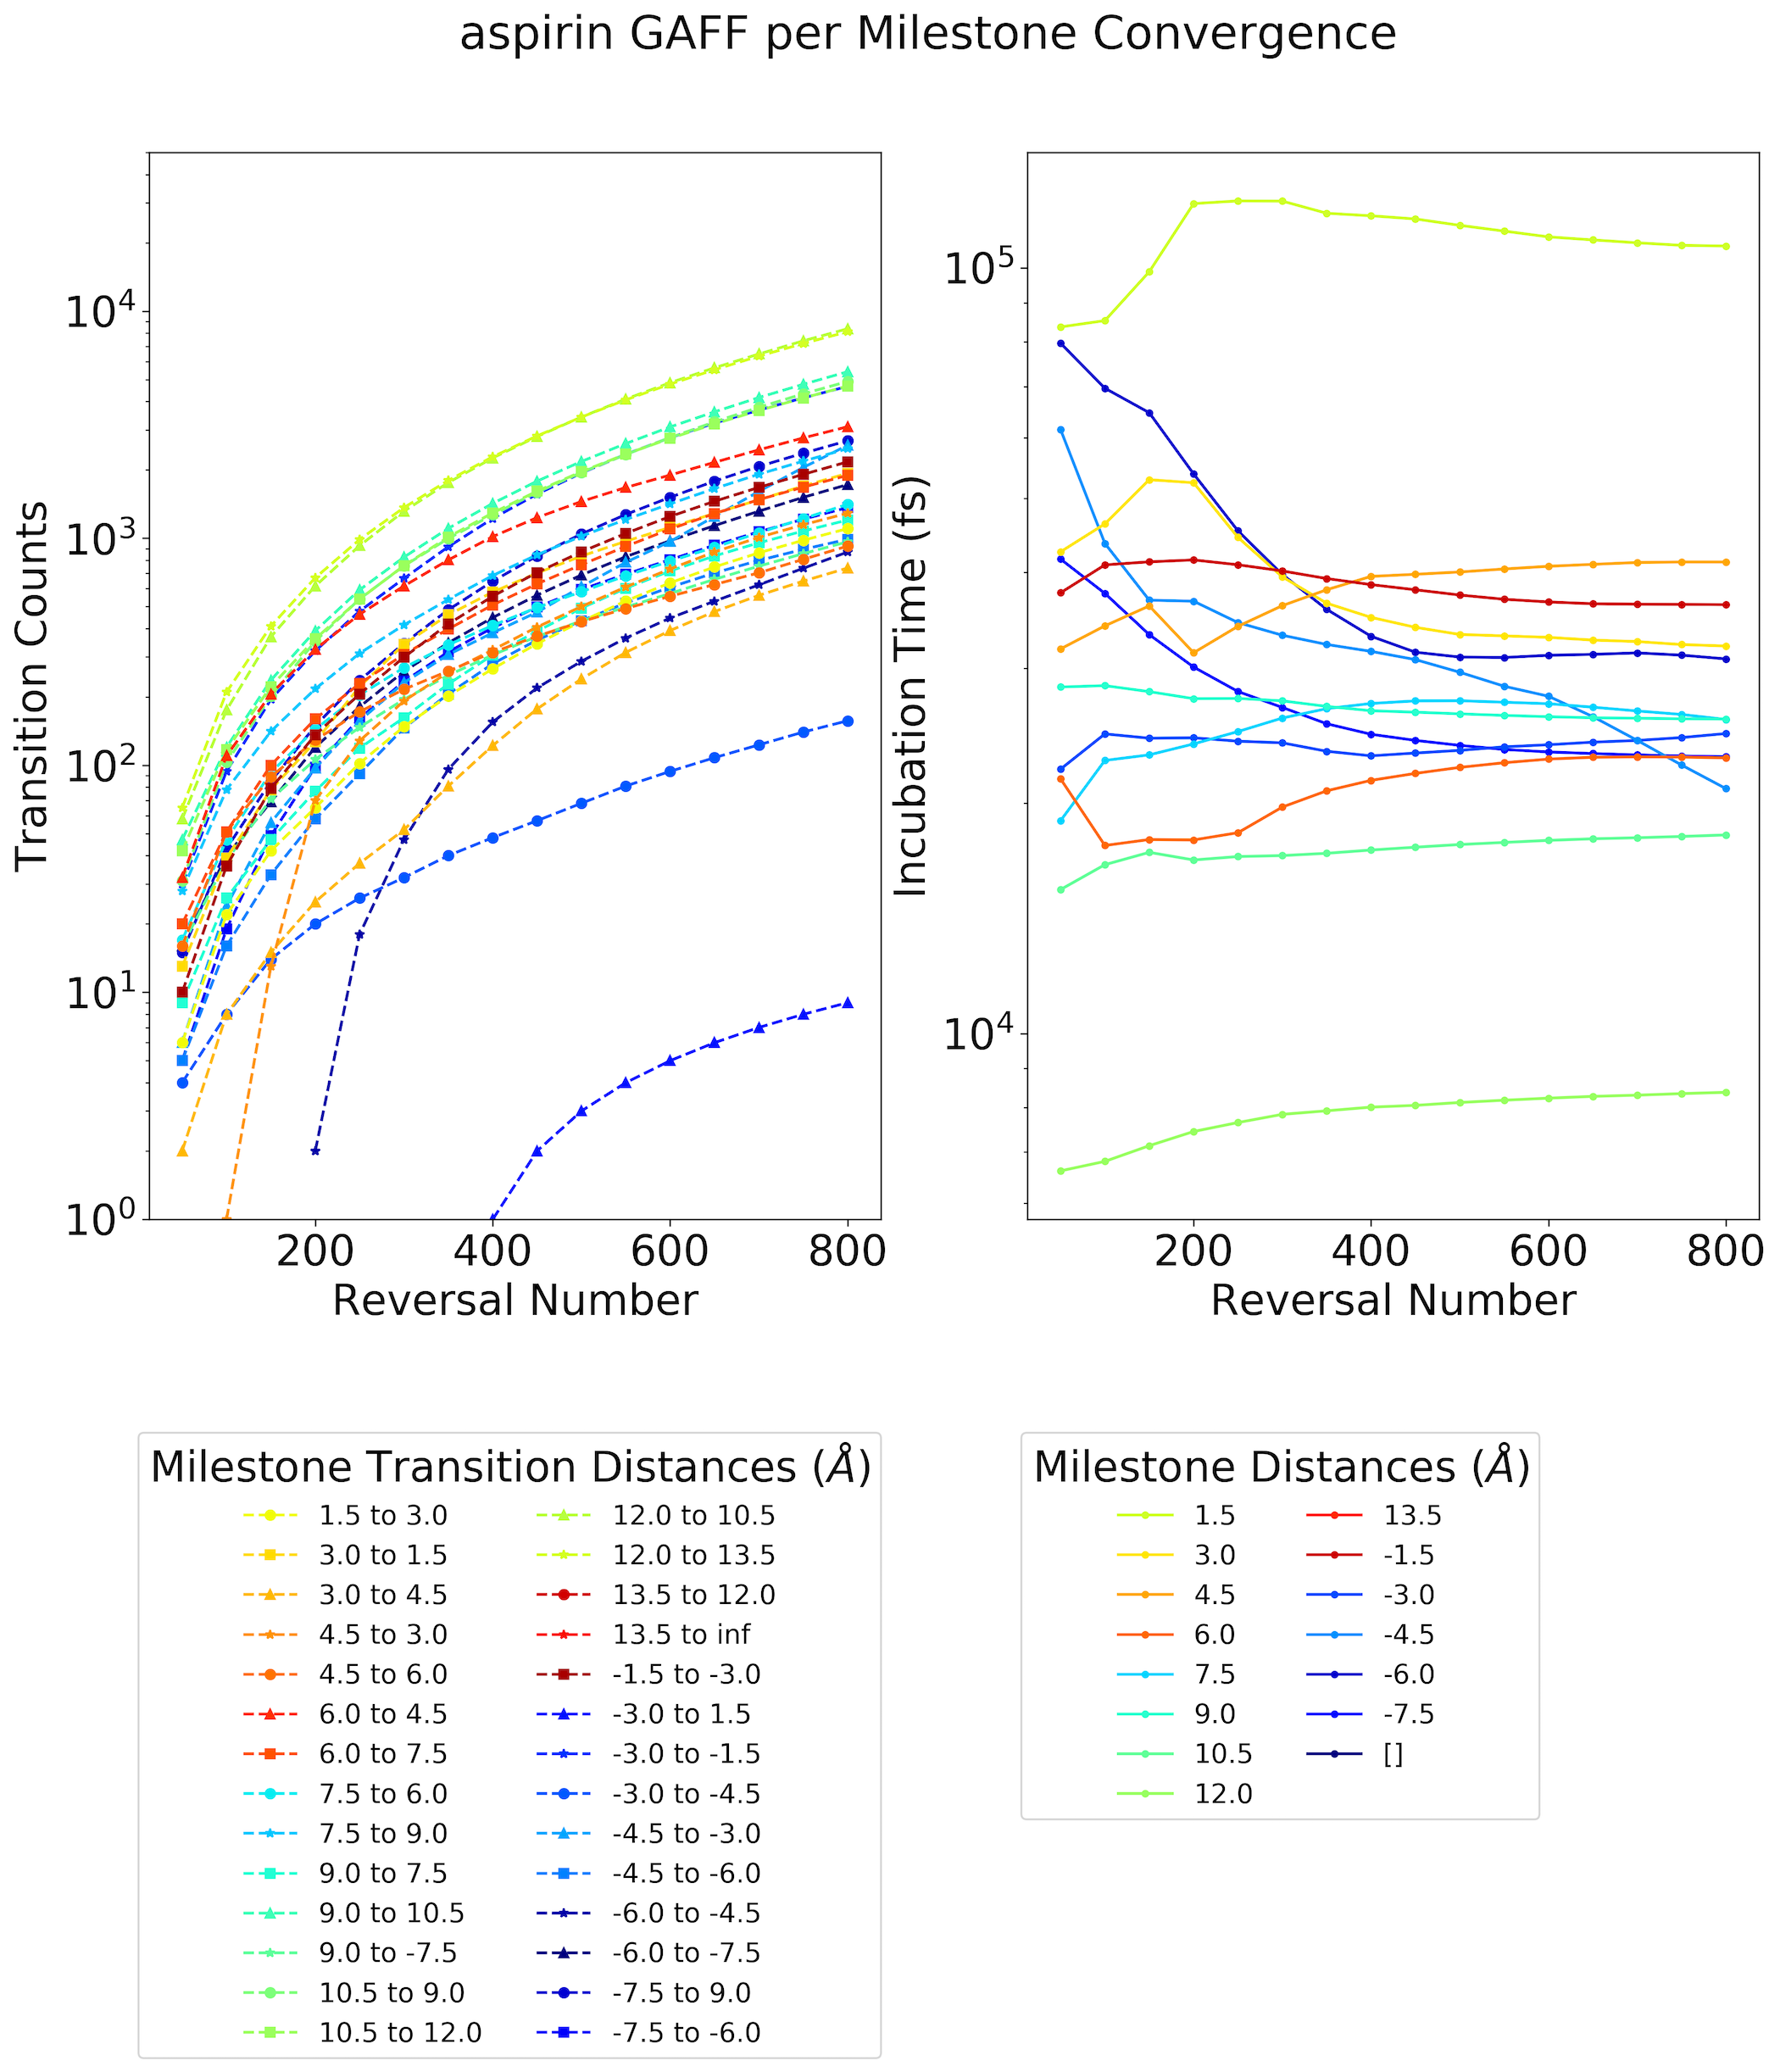 aspirin GAFF per Milestone Convergence
Transition Counts
10^4
10^3
10^2
10^1
10^0
200 400 600 800
Reversal Number
Incubation Time (fs)
10^5
10^4
200 400 600 800
Reversal Number
Milestone Transition Distances (Å)
1.5 to 3.0
3.0 to 1.5
3.0 to 4.5
4.5 to 3.0
4.5 to 6.0
6.0 to 4.5
6.0 to 7.5
7.5 to 6.0
7.5 to 9.0
9.0 to 7.5
9.0 to 10.5
9.0 to -7.5
10.5 to 9.0
10.5 to 12.0
12.0 to 10.5
12.0 to 13.5
13.5 to 12.0
13.5 to inf
-1.5 to -3.0
-3.0 to 1.5
-3.0 to -1.5
-3.0 to -4.5
-4.5 to -3.0
-4.5 to -6.0
-6.0 to -4.5
-6.0 to -7.5
-7.5 to 9.0
-7.5 to -6.0
Milestone Distances (Å)
1.5
3.0
4.5
6.0
7.5
9.0
10.5
12.0
13.5
-1.5
-3.0
-4.5
-6.0
-7.5
[]